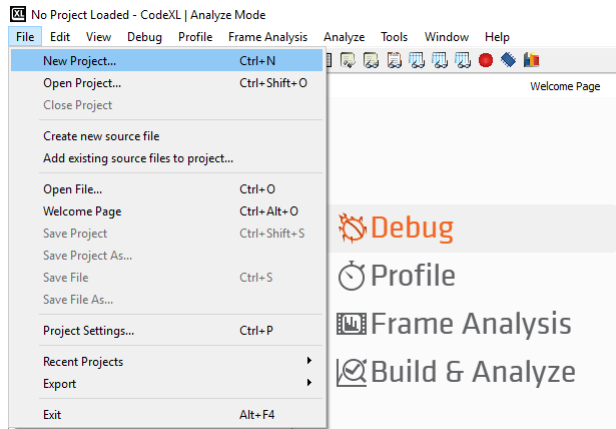 No Project Loaded - CodeXL | Analyze Mode
File Edit View Debug Profile Frame Analysis Analyze Tools Window Help
New Project... Ctrl+N
Open Project... Ctrl+Shift+O
Close Project
Create new source file
Add existing source files to project...
Open File... Ctrl+O
Welcome Page Ctrl+Alt+O
Save Project Ctrl+Shift+S
Save Project As...
Save File Ctrl+S
Save File As...
Project Settings... Ctrl+P
Recent Projects
Export
Exit Alt+F4
Welcome Page
Debug
Profile
Frame Analysis
Build & Analyze